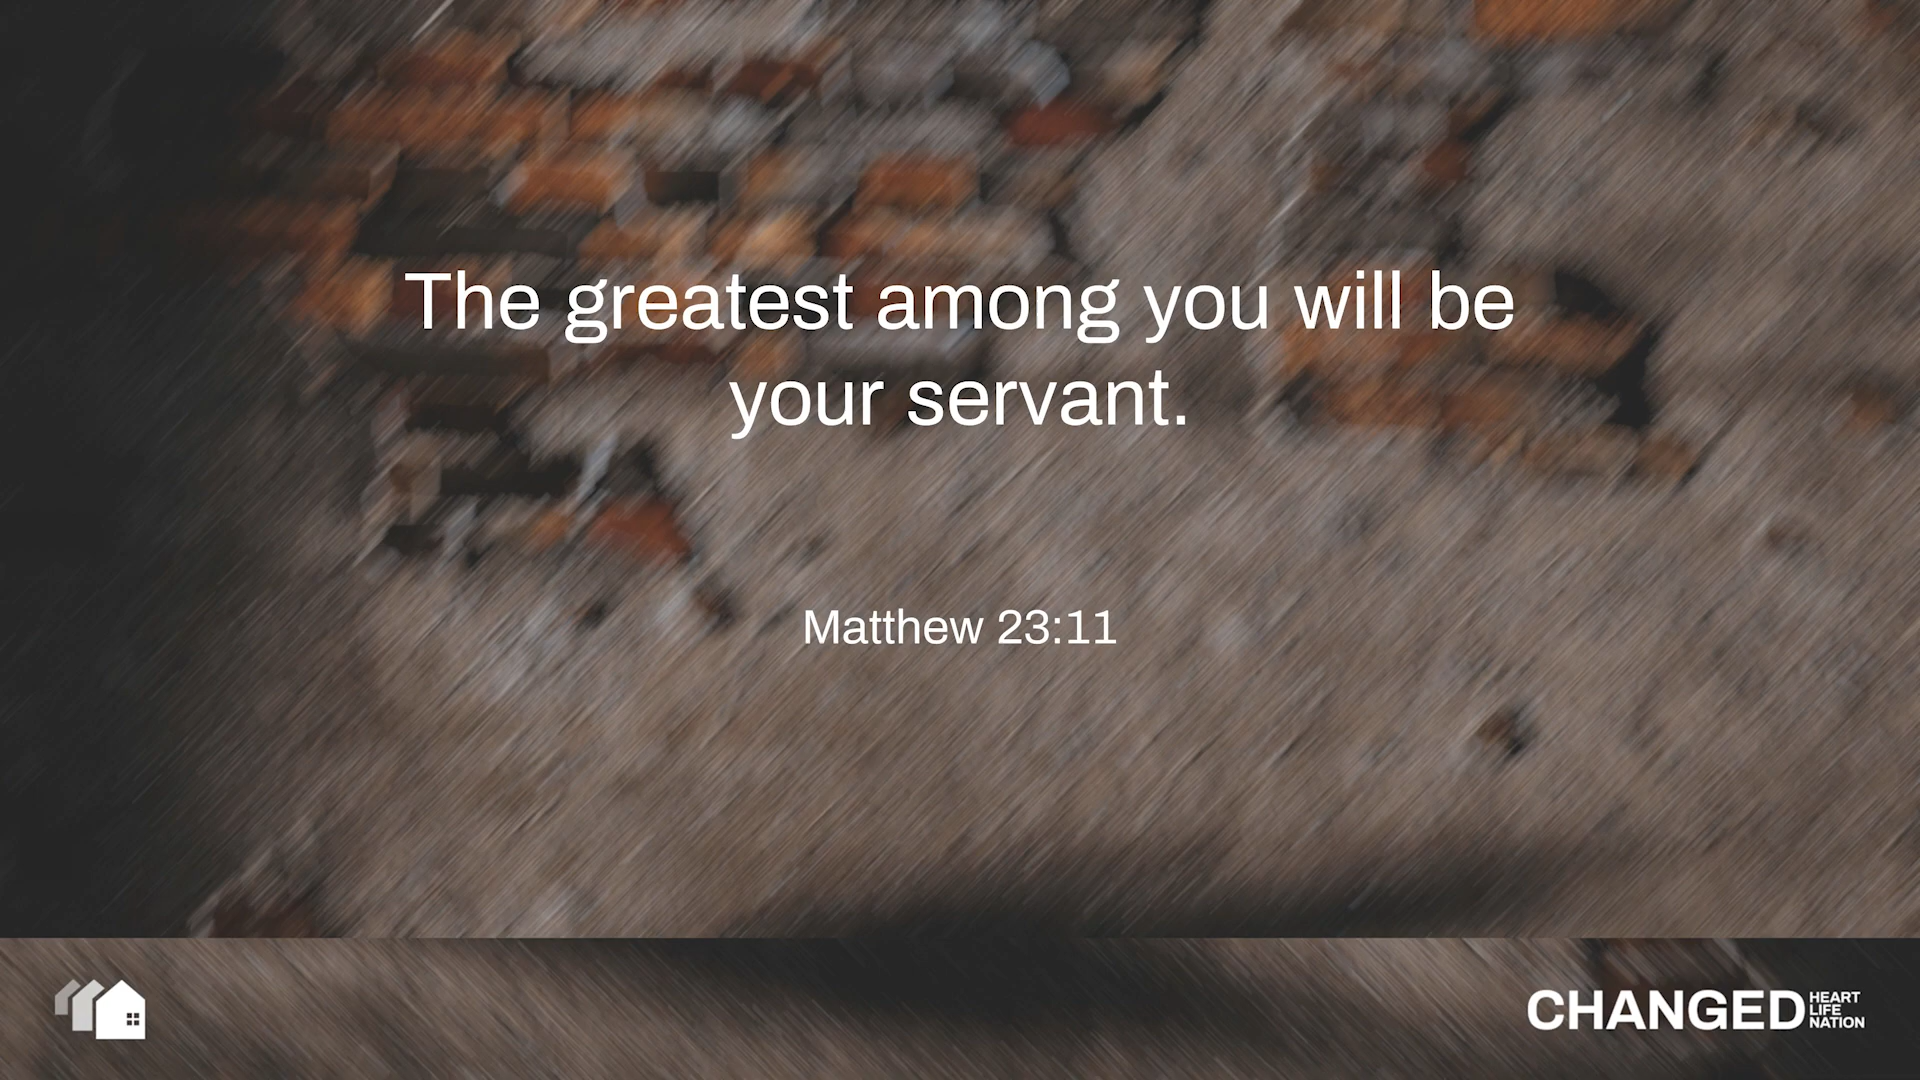 The greatest among you will be
your servant.
Matthew 23:11
CHANGED
HEART
LIFE
NATION